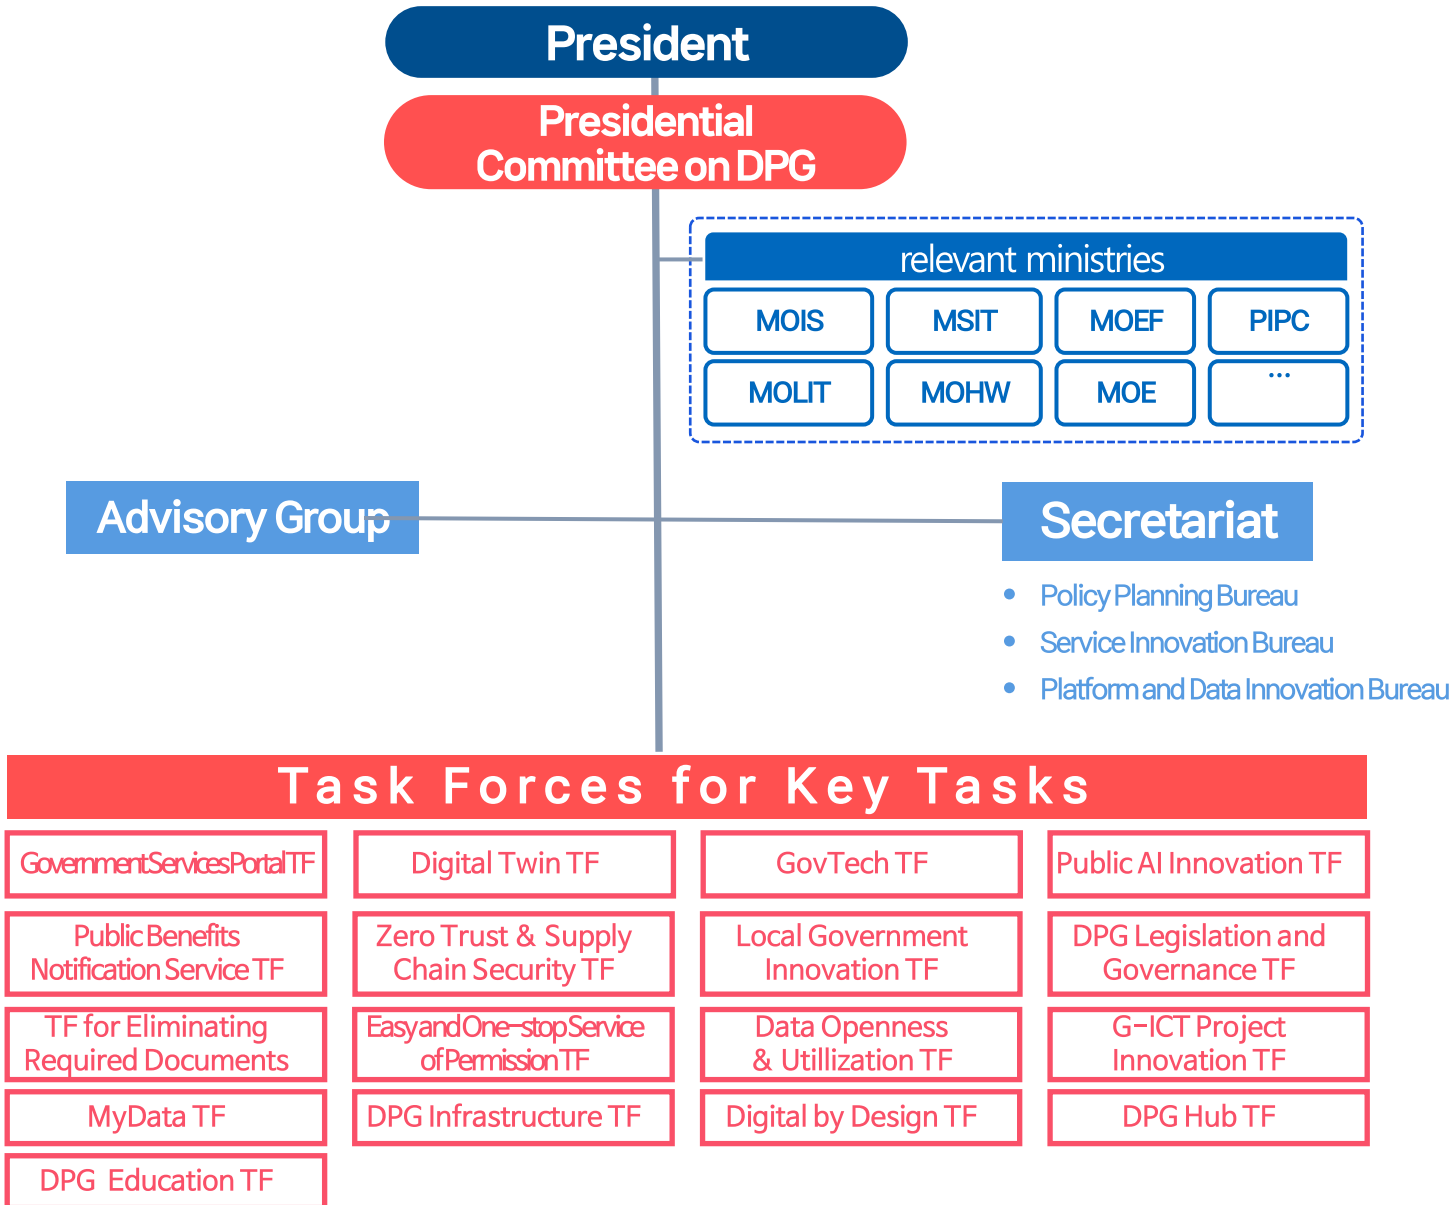 President
Presidential
Committee on DPG
relevant ministries
MOIS
MSIT
MOEF
PIPC
MOLIT
MOHW
MOE
...
Advisory Group
Secretariat
• Policy Planning Bureau
• Service Innovation Bureau
• Platform and Data Innovation Bureau
Task Forces for Key Tasks
Government Services Portal TF
Digital Twin TF
GovTech TF
Public AI Innovation TF
Public Benefits
Notification Service TF
Zero Trust & Supply
Chain Security TF
Local Government
Innovation TF
DPG Legislation and
Governance TF
TF for Eliminating
Required Documents
Easy and One-stop Service
of Permission TF
Data Openness
& Utillization TF
G-ICT Project
Innovation TF
MyData TF
DPG Infrastructure TF
Digital by Design TF
DPG Hub TF
DPG Education TF